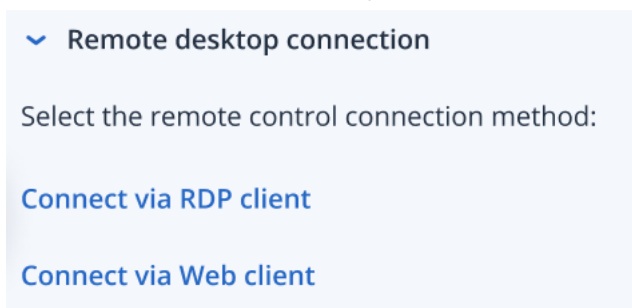 Remote desktop connection
Select the remote control connection method:
Connect via RDP client
Connect via Web client